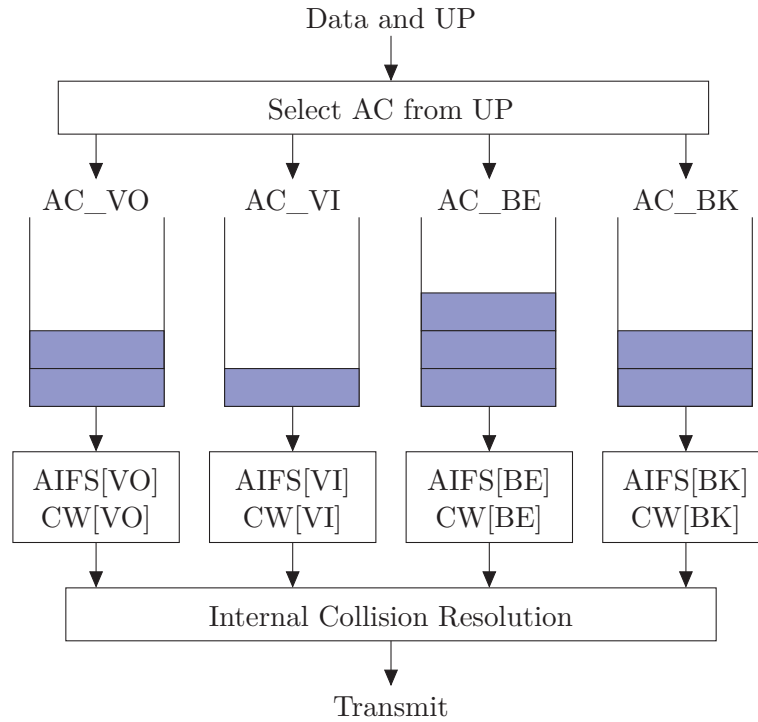 Data and UP
Select AC from UP
AC_VO AC_VI AC_BE AC_BK
AIFS[VO] AIFS[VI] AIFS[BE] AIFS[BK]
CW[VO] CW[VI] CW[BE] CW[BK]
Internal Collision Resolution
Transmit